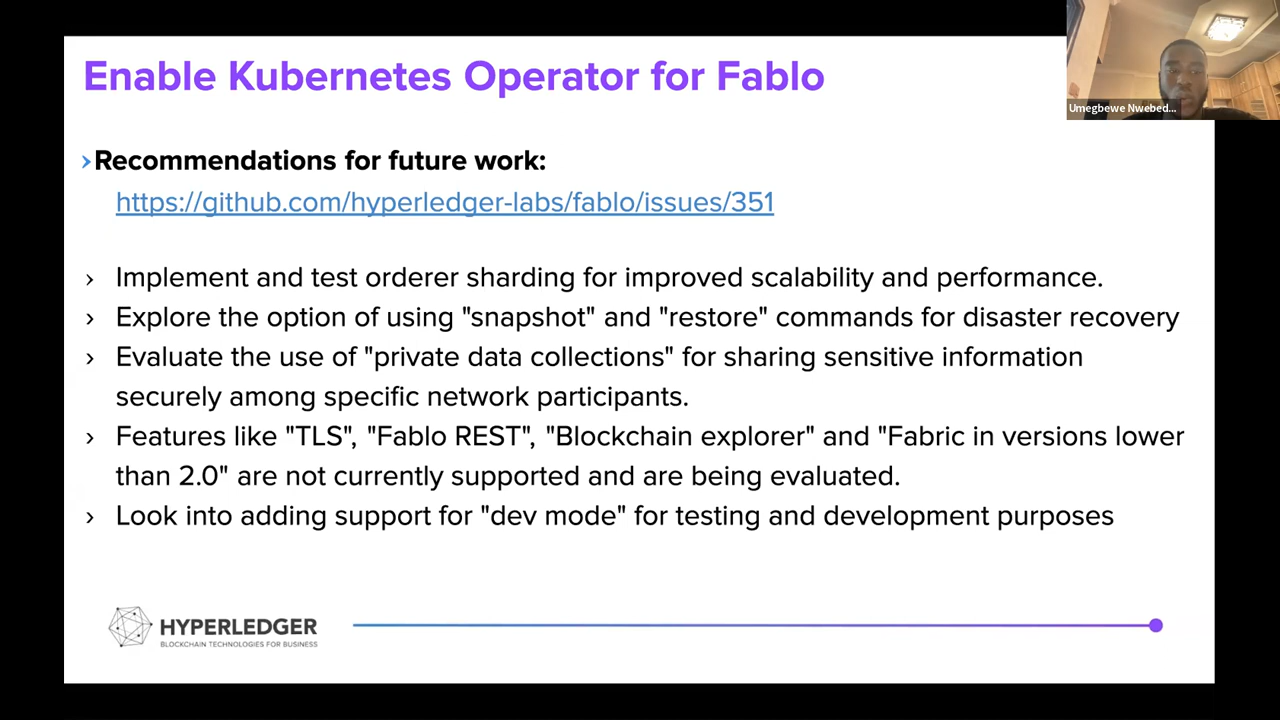 Enable Kubernetes Operator for Fablo
Umegbewe Nwebed...
›Recommendations for future work:
https://github.com/hyperledger-labs/fablo/issues/351
› Implement and test orderer sharding for improved scalability and performance.
› Explore the option of using "snapshot" and "restore" commands for disaster recovery
› Evaluate the use of "private data collections" for sharing sensitive information
securely among specific network participants.
› Features like "TLS", "Fablo REST", "Blockchain explorer" and "Fabric in versions lower
than 2.0" are not currently supported and are being evaluated.
› Look into adding support for "dev mode" for testing and development purposes
HYPERLEDGER
BLOCKCHAIN TECHNOLOGIES FOR BUSINESS